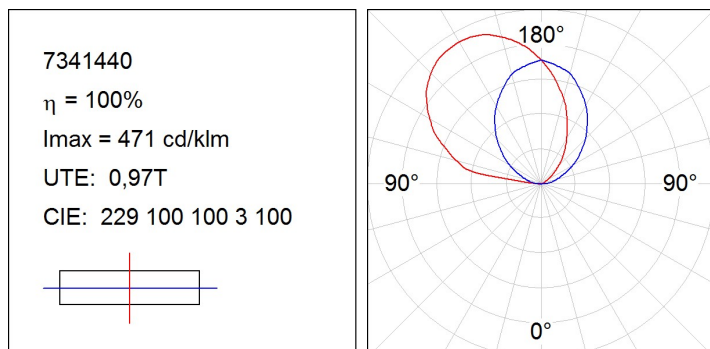 7341440
η = 100%
Imax = 471 cd/klm
UTE: 0,97T
CIE: 229 100 100 3 100
180°
90° 90°
0°